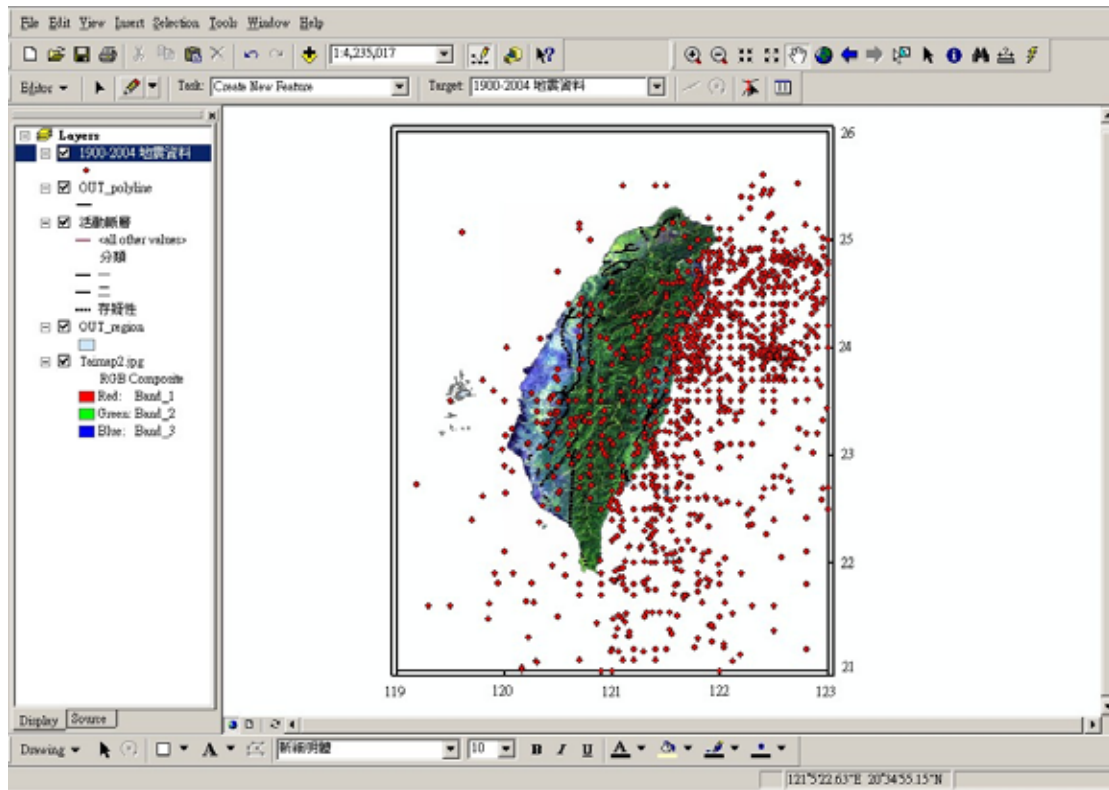 File Edit View Insert Selection Tools Window Help
1:4,235,017
Editor Task: Create New Feature Target: 1900-2004 地震資料
Layers
1900-2004 地震資料
OUT_polyline
活動斷層
<all other values>
分類
一
二
存疑性
OUT_region
Taimap2.jpg
RGB Composite
Red: Band_1
Green: Band_2
Blue: Band_3
26
25
24
23
22
21
119 120 121 122 123
Display Source
Drawing A 新細明體 10 B I U A
121°5'22.63"E 20°34'55.15"N